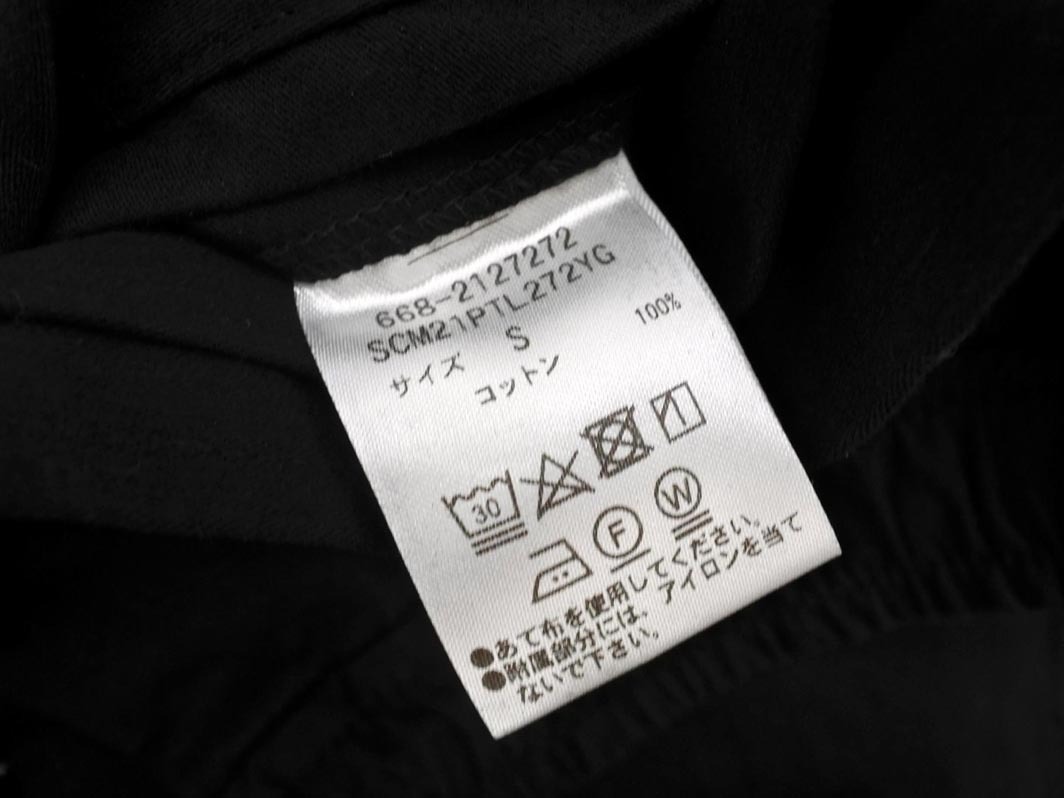 668-2127272
SCM21PTL272YG
サイズ S
コットン 100%
30
F W
●あて布を使用してください。
●附属部分には、アイロンを当て
ないで下さい。